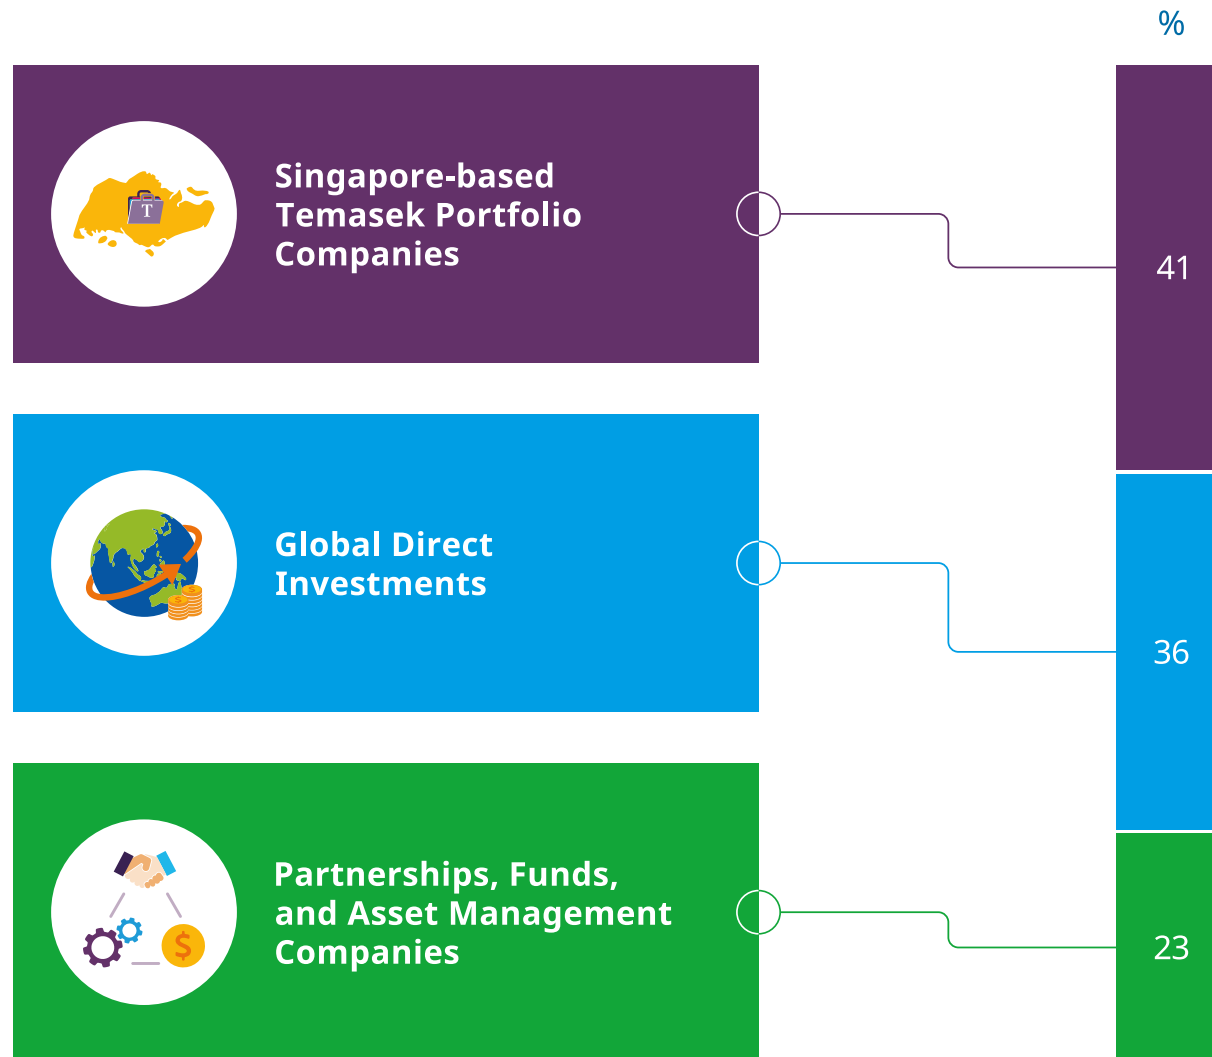 %
Singapore-based
Temasek Portfolio
Companies
T
41
Global Direct
Investments
36
$
$
Partnerships, Funds,
and Asset Management
Companies
$
23